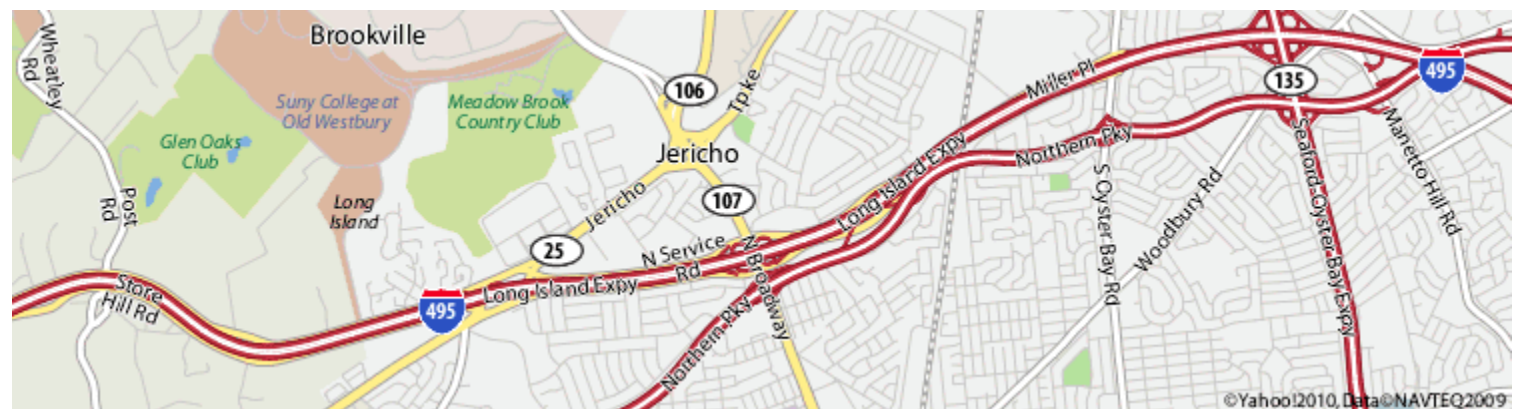 Brookville
Wheatley
Rd
106
Tpke
Miller Pl
135
495
Suny College at
Old Westbury
Meadow Brook
Country Club
Glen Oaks
Club
Jericho
Long Island Expy
Northern Pky
Manetto Hill Rd
Post
Rd
Long
Island
Jericho
107
S Oyster Bay Rd
Woodbury Rd
Seaford Oyster Bay Expy
25
N Service
Rd
N Broadway
Store
Hill Rd
495
Long Island Expy
Northern Pky
©Yahoo!2010, Data©NAVTEQ2009